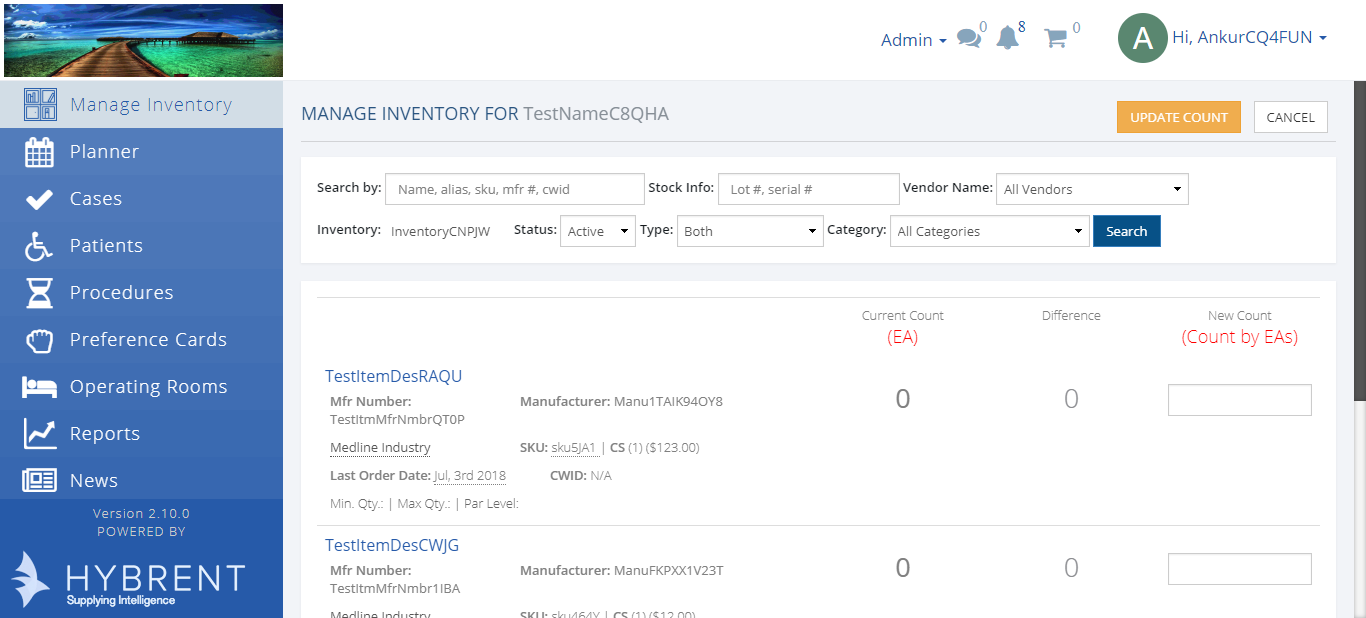 Admin 0 8 0 A Hi, AnkurCQ4FUN
Manage Inventory
Planner
Cases
Patients
Procedures
Preference Cards
Operating Rooms
Reports
News
Version 2.10.0
POWERED BY
HYBRENT
Supplying Intelligence
MANAGE INVENTORY FOR TestNameC8QHA UPDATE COUNT CANCEL
Search by: Name, alias, sku, mfr #, cwid Stock Info: Lot #, serial # Vendor Name: All Vendors
Inventory: InventoryCNPJW Status: Active Type: Both Category: All Categories Search
Current Count Difference New Count
(EA) (Count by EAs)
TestItemDesRAQU
Mfr Number: Manufacturer: Manu1TAIK94OY8 0 0
TestItmMfrNmbrQT0P
Medline Industry SKU: sku5JA1 | CS (1) ($123.00)
Last Order Date: Jul, 3rd 2018 CWID: N/A
Min. Qty.: | Max Qty.: | Par Level:
TestItemDesCWJG
Mfr Number: Manufacturer: ManuFKPXX1V23T 0 0
TestItmMfrNmbr1IBA
Medline Industry SKU: sku464Y | CS (1) ($12.00)